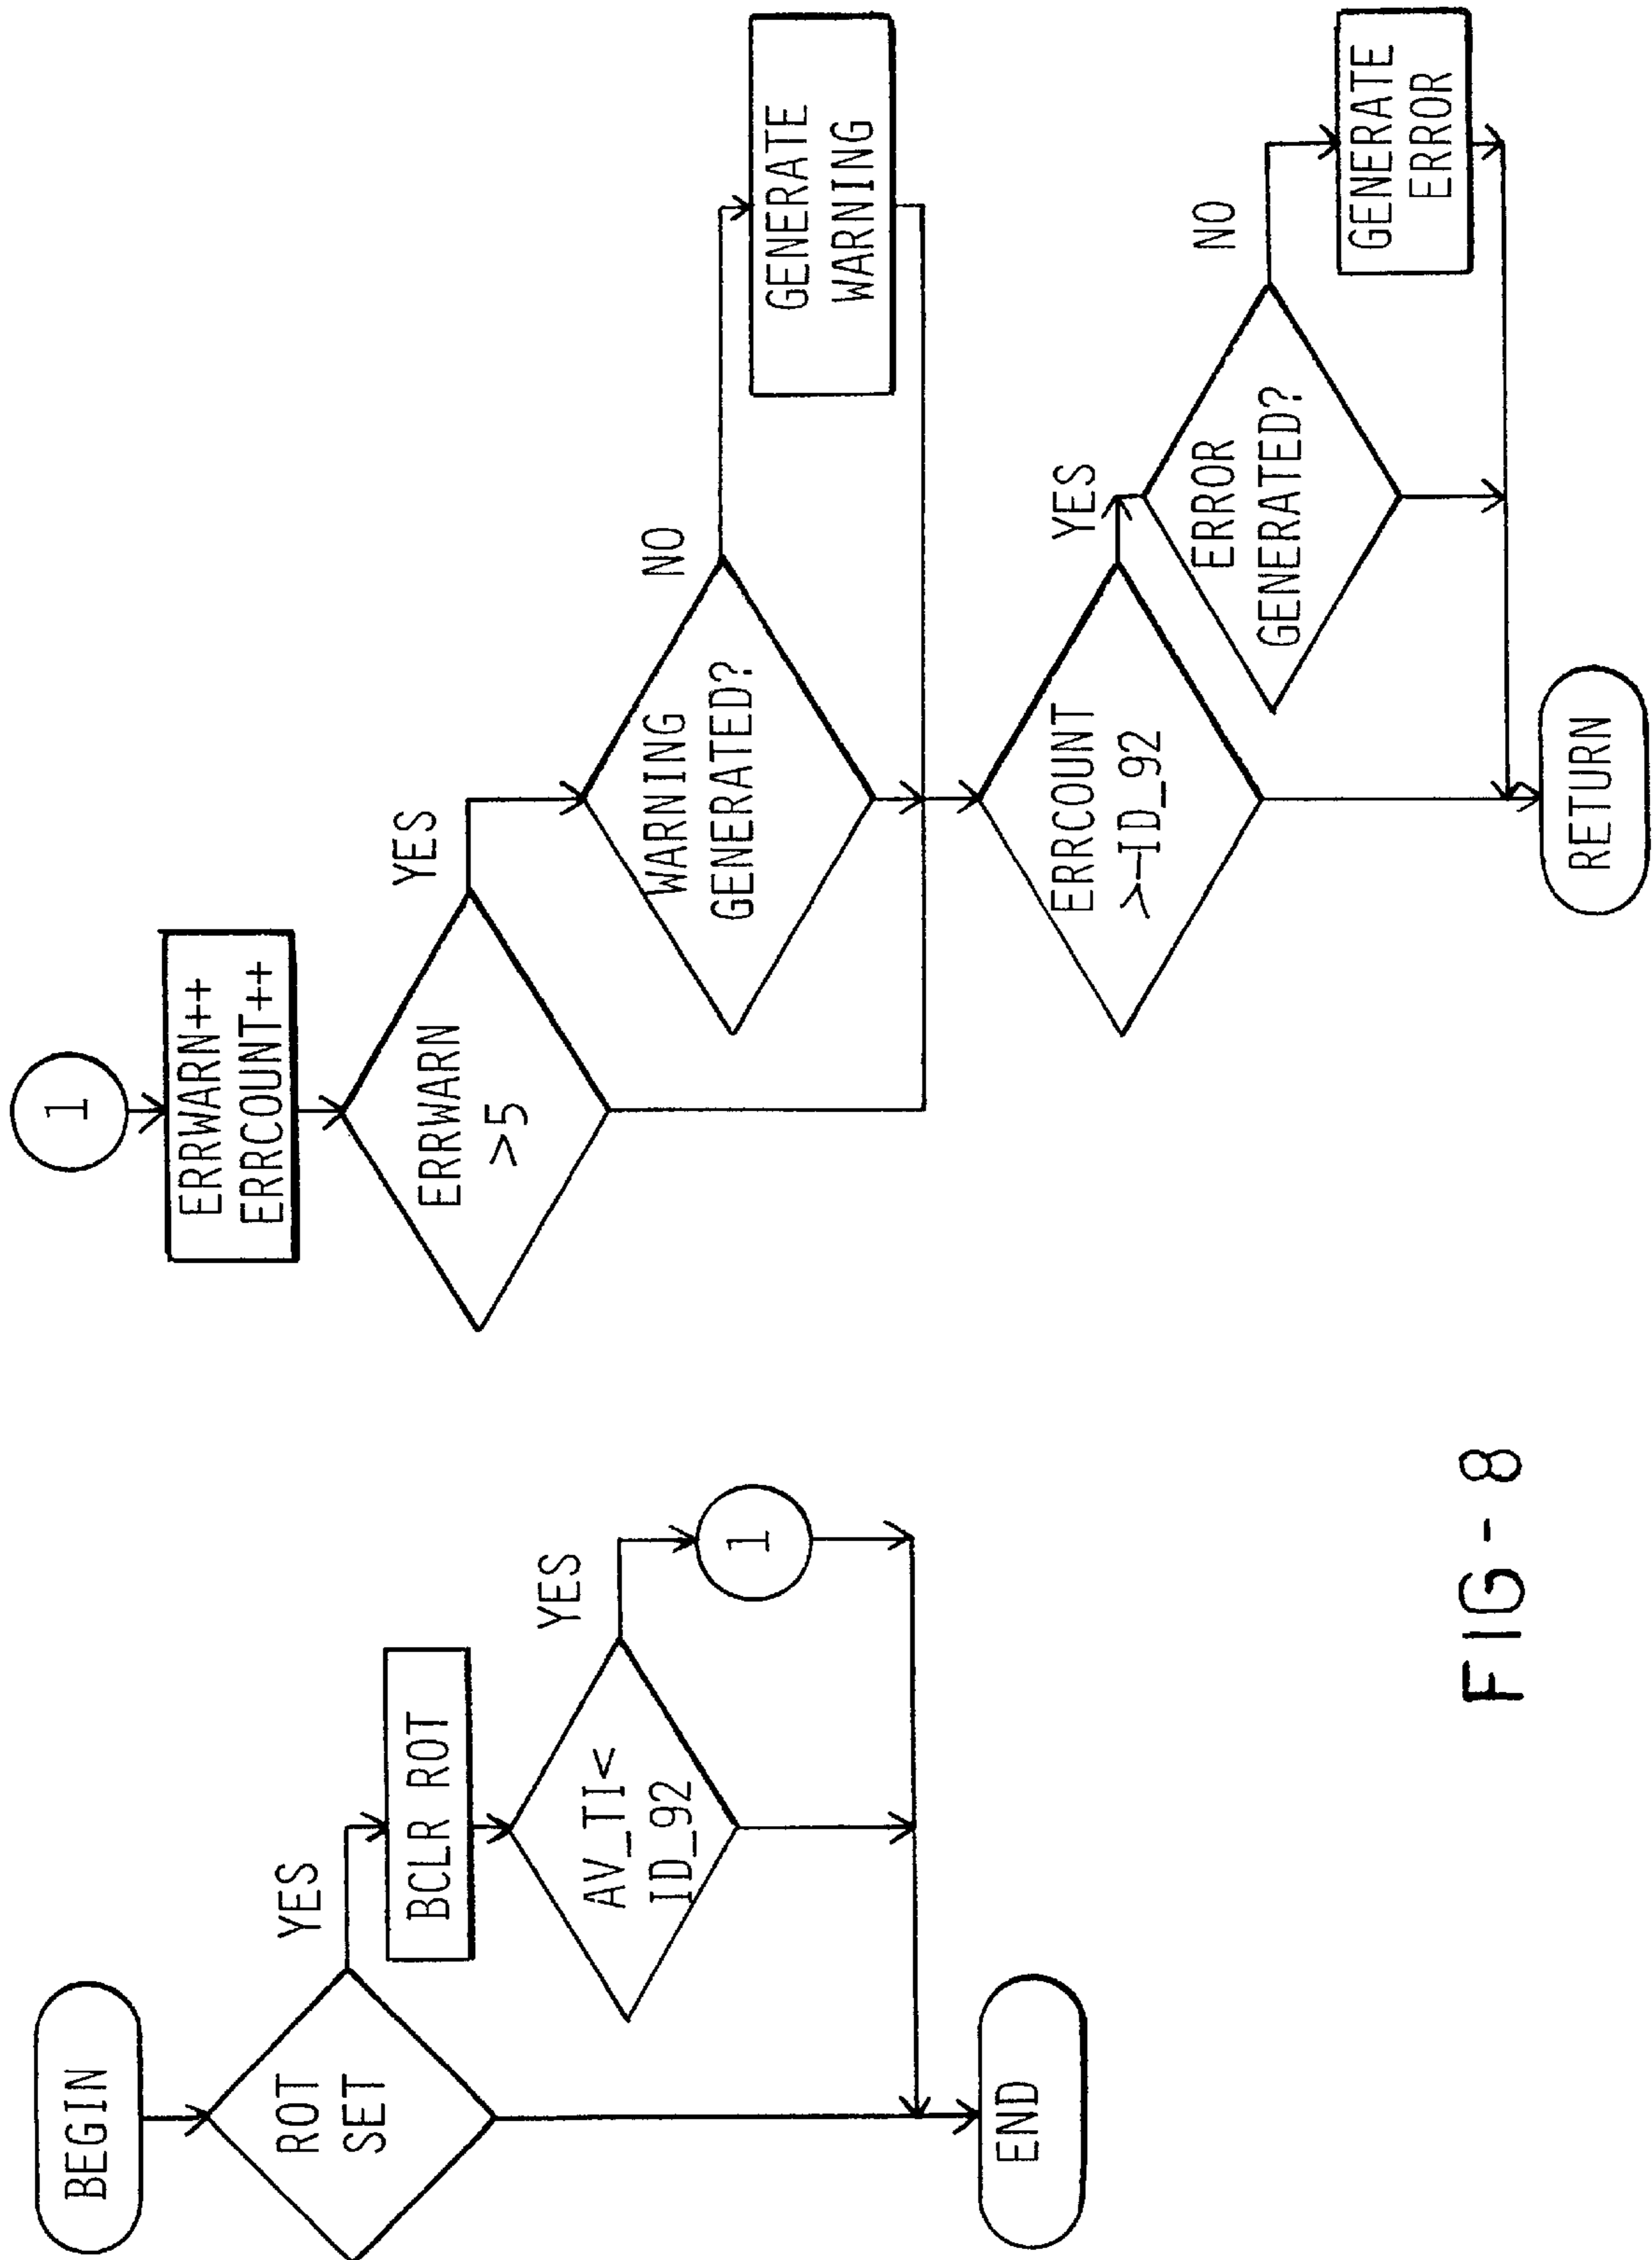 BEGIN
ROT
SET
YES
BCLR ROT
AV_TI<
ID_92
YES
1
END
1
ERRWARN++
ERRCOUNT++
ERRWARN
>5
YES
WARNING
GENERATED?
NO
GENERATE
WARNING
ERRCOUNT
>-ID_92
YES
ERROR
GENERATED?
NO
GENERATE
ERROR
RETURN
FIG-8